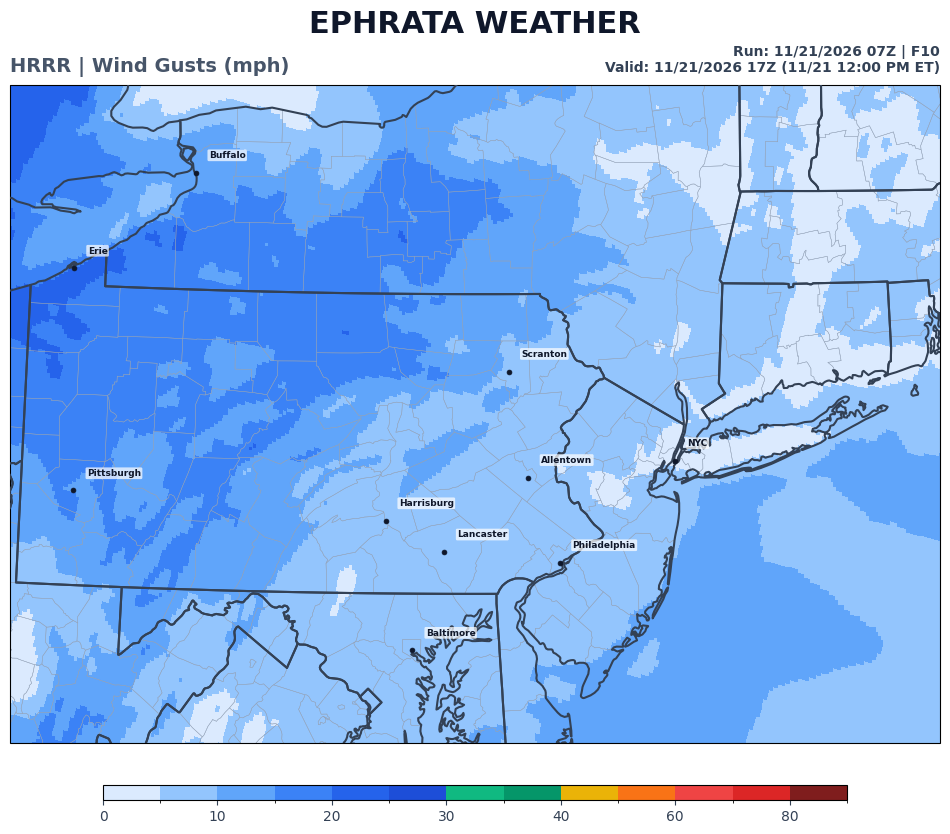 EPHRATA WEATHER
HRRR | Wind Gusts (mph)
Run: 11/21/2026 07Z | F10
Valid: 11/21/2026 17Z (11/21 12:00 PM ET)
Buffalo
Erie
Scranton
NYC
Pittsburgh
Allentown
Harrisburg
Lancaster
Philadelphia
Baltimore
0 10 20 30 40 50 60 70 80